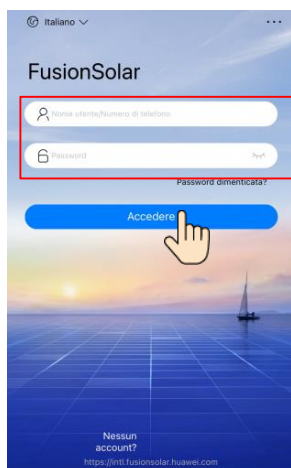 Italiano
FusionSolar
Nome utente/Numero di telefono
Password
Password dimenticata?
Accedere
Nessun
account?
https://intl.fusionsolar.huawei.com